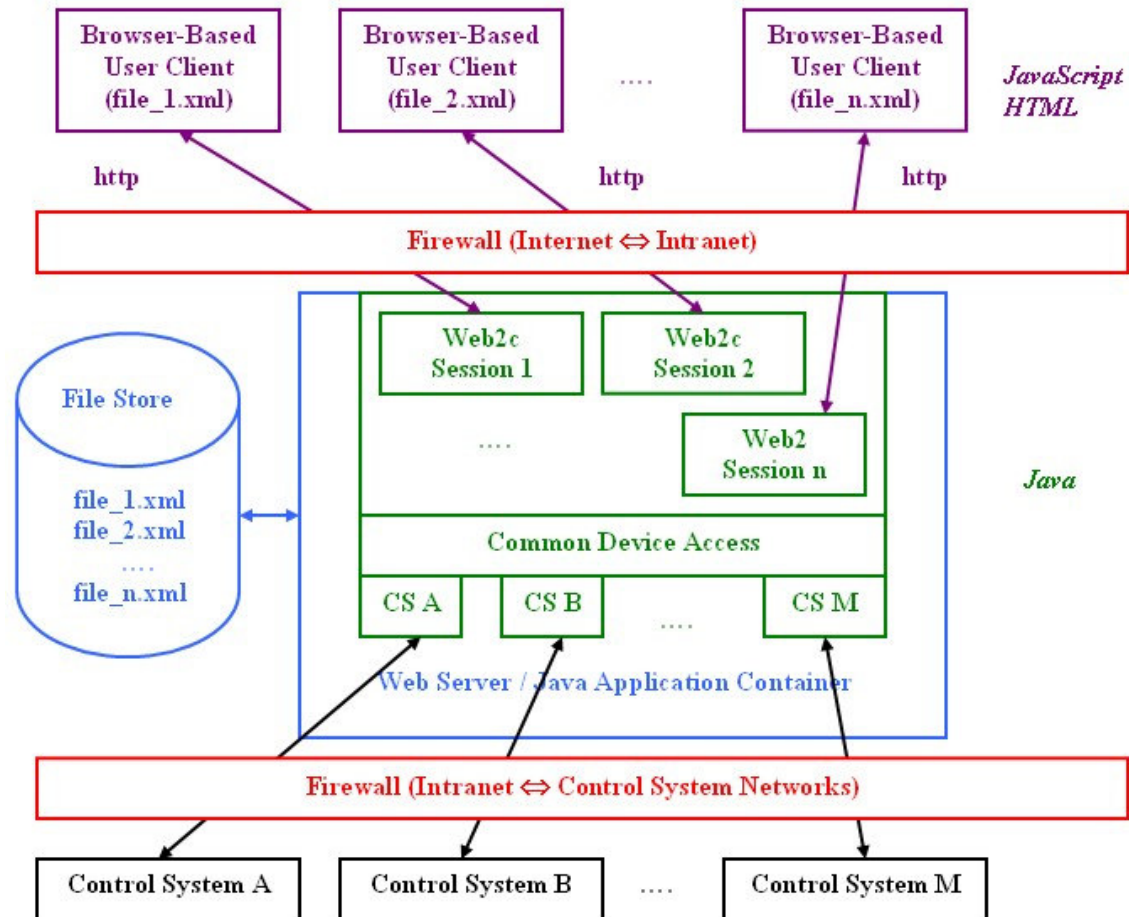 Browser-Based
User Client
(file_1.xml)
Browser-Based
User Client
(file_2.xml)
....
Browser-Based
User Client
(file_n.xml)
JavaScript
HTML
http
http
http
Firewall (Internet ⇔ Intranet)
Web2c
Session 1
Web2c
Session 2
....
Web2
Session n
File Store
file_1.xml
file_2.xml
....
file_n.xml
Java
Common Device Access
CS A
CS B
....
CS M
Web Server / Java Application Container
Firewall (Intranet ⇔ Control System Networks)
Control System A
Control System B
....
Control System M